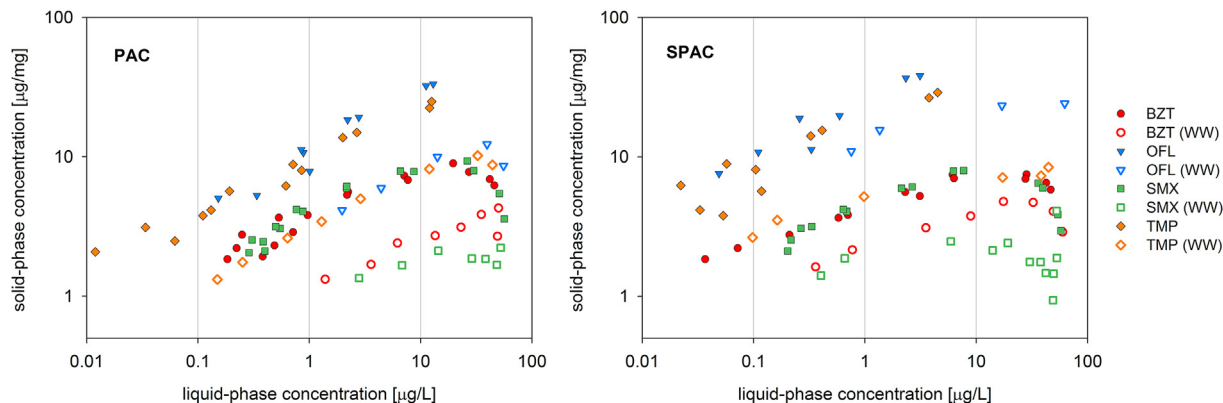 solid-phase concentration [µg/mg]
100
10
1
PAC
0.01 0.1 1 10 100
liquid-phase concentration [µg/L]
solid-phase concentration [µg/mg]
100
10
1
SPAC
0.01 0.1 1 10 100
liquid-phase concentration [µg/L]
BZT
BZT (WW)
OFL
OFL (WW)
SMX
SMX (WW)
TMP
TMP (WW)